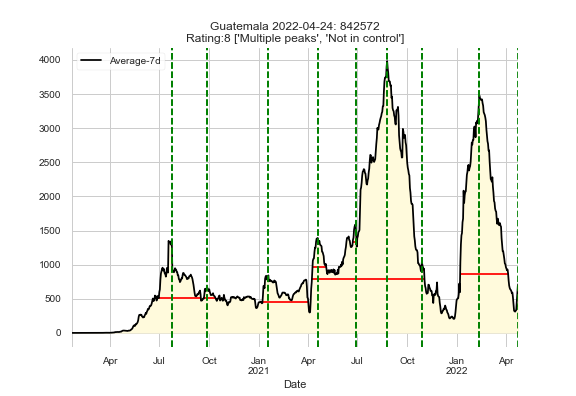 Guatemala 2022-04-24: 842572
Rating:8 ['Multiple peaks', 'Not in control']
Average-7d
4000
3500
3000
2500
2000
1500
1000
500
0
Apr Jul Oct Jan Apr Jul Oct Jan Apr
2021 2022
Date